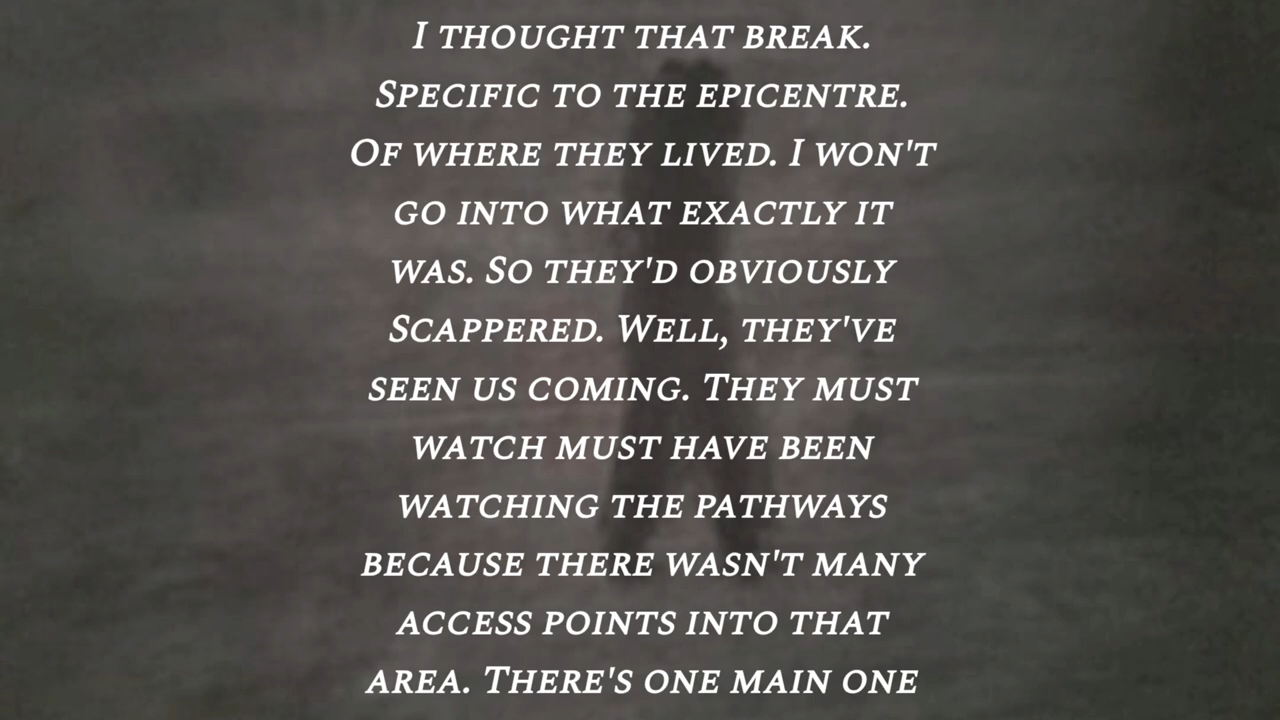 I THOUGHT THAT BREAK.
SPECIFIC TO THE EPICENTRE.
OF WHERE THEY LIVED. I WON'T
GO INTO WHAT EXACTLY IT
WAS. SO THEY'D OBVIOUSLY
SCAPPERED. WELL, THEY'VE
SEEN US COMING. THEY MUST
WATCH MUST HAVE BEEN
WATCHING THE PATHWAYS
BECAUSE THERE WASN'T MANY
ACCESS POINTS INTO THAT
AREA. THERE'S ONE MAIN ONE